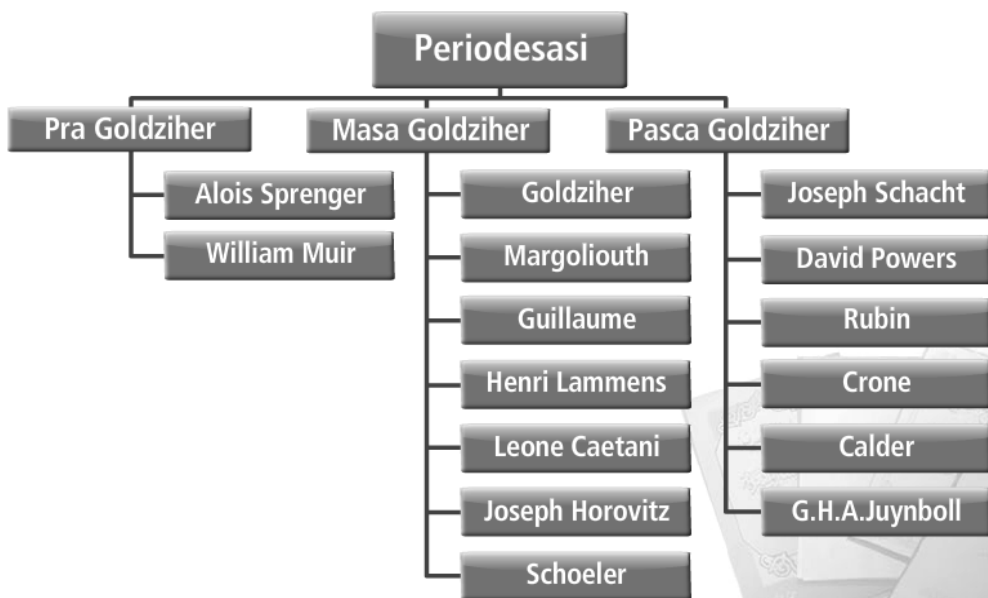 Periodesasi
Pra Goldziher
Alois Sprenger
William Muir
Masa Goldziher
Goldziher
Margoliouth
Guillaume
Henri Lammens
Leone Caetani
Joseph Horovitz
Schoeler
Pasca Goldziher
Joseph Schacht
David Powers
Rubin
Crone
Calder
G.H.A.Juynboll